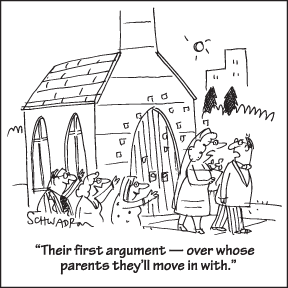 SCHWADRON
“Their first argument — over whose
parents they’ll move in with.”